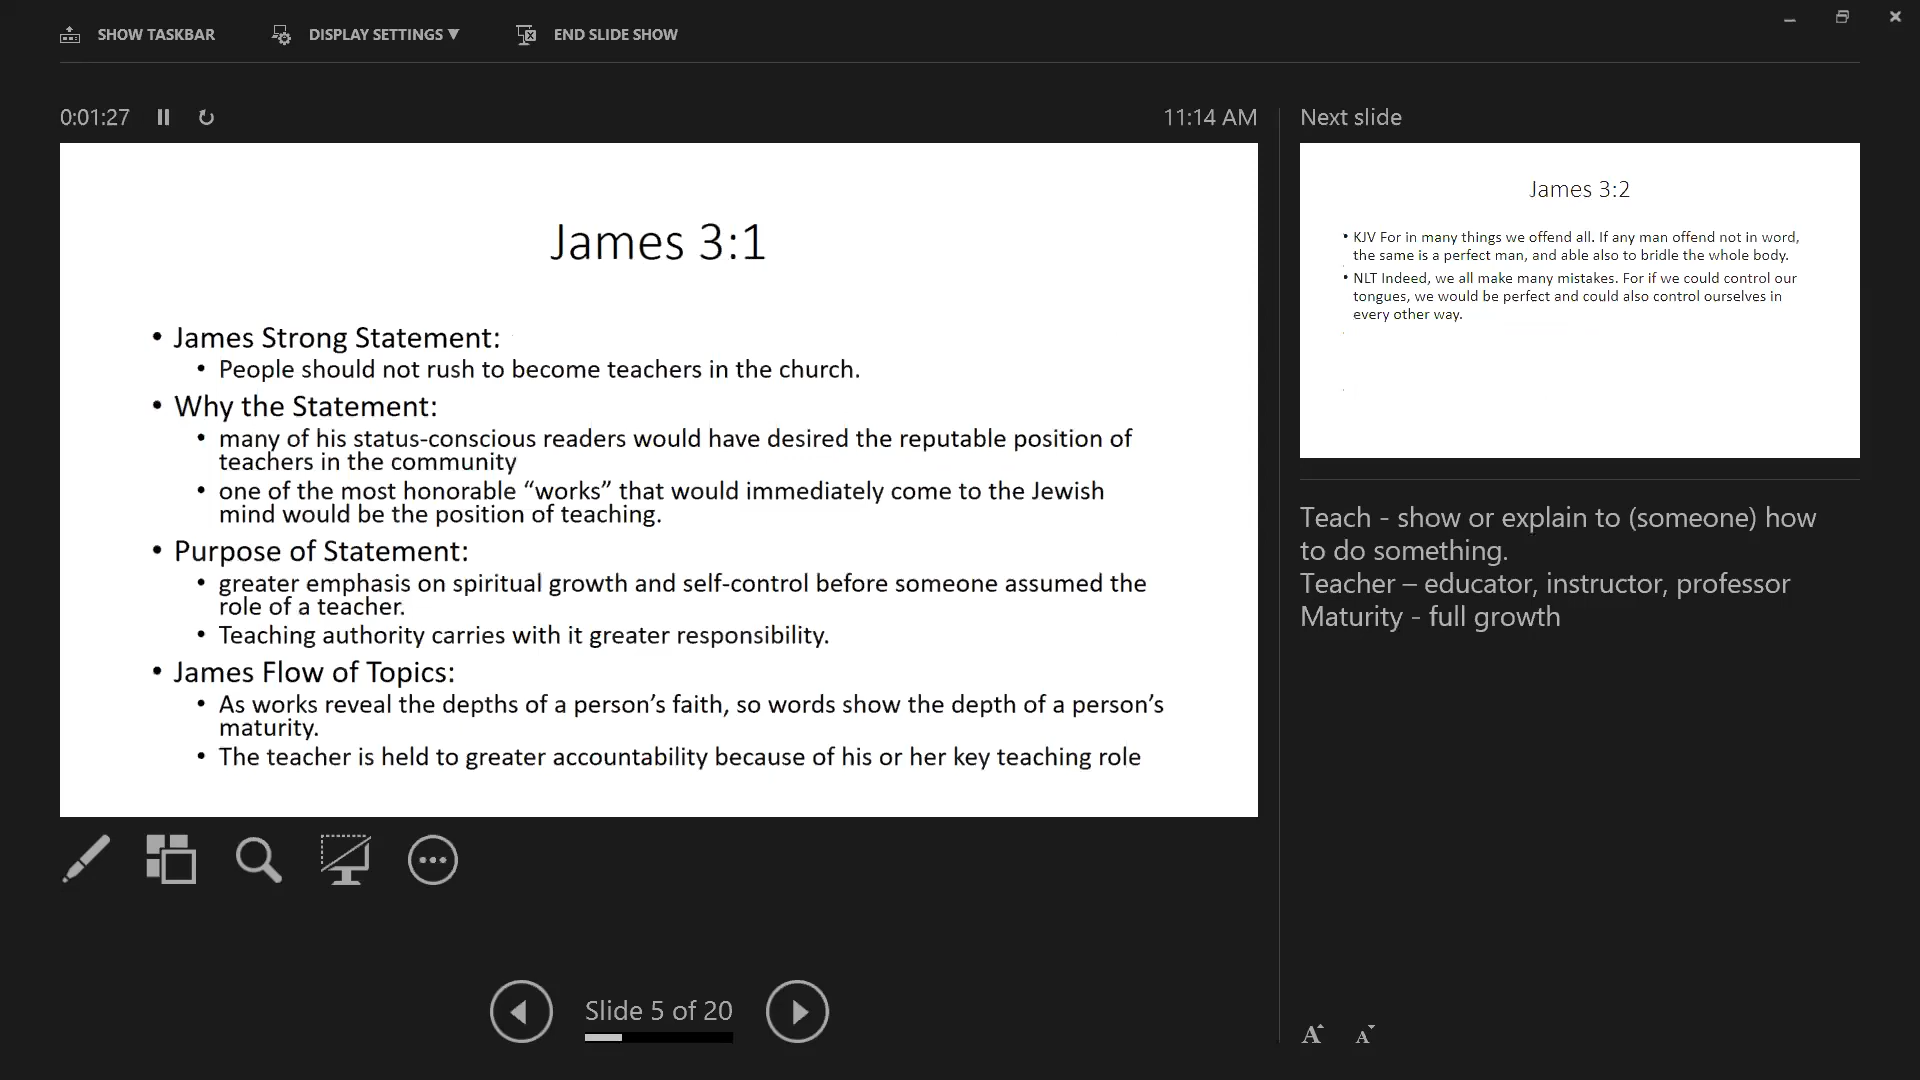 SHOW TASKBAR
DISPLAY SETTINGS ▼
END SLIDE SHOW
0:01:27
11:14 AM
James 3:1
• James Strong Statement:
• People should not rush to become teachers in the church.
• Why the Statement:
• many of his status-conscious readers would have desired the reputable position of
teachers in the community
• one of the most honorable “works” that would immediately come to the Jewish
mind would be the position of teaching.
• Purpose of Statement:
• greater emphasis on spiritual growth and self-control before someone assumed the
role of a teacher.
• Teaching authority carries with it greater responsibility.
• James Flow of Topics:
• As works reveal the depths of a person’s faith, so words show the depth of a person’s
maturity.
• The teacher is held to greater accountability because of his or her key teaching role
Slide 5 of 20
Next slide
James 3:2
• KJV For in many things we offend all. If any man offend not in word,
the same is a perfect man, and able also to bridle the whole body.
• NLT Indeed, we all make many mistakes. For if we could control our
tongues, we would be perfect and could also control ourselves in
every other way.
Teach - show or explain to (someone) how
to do something.
Teacher – educator, instructor, professor
Maturity - full growth
A A